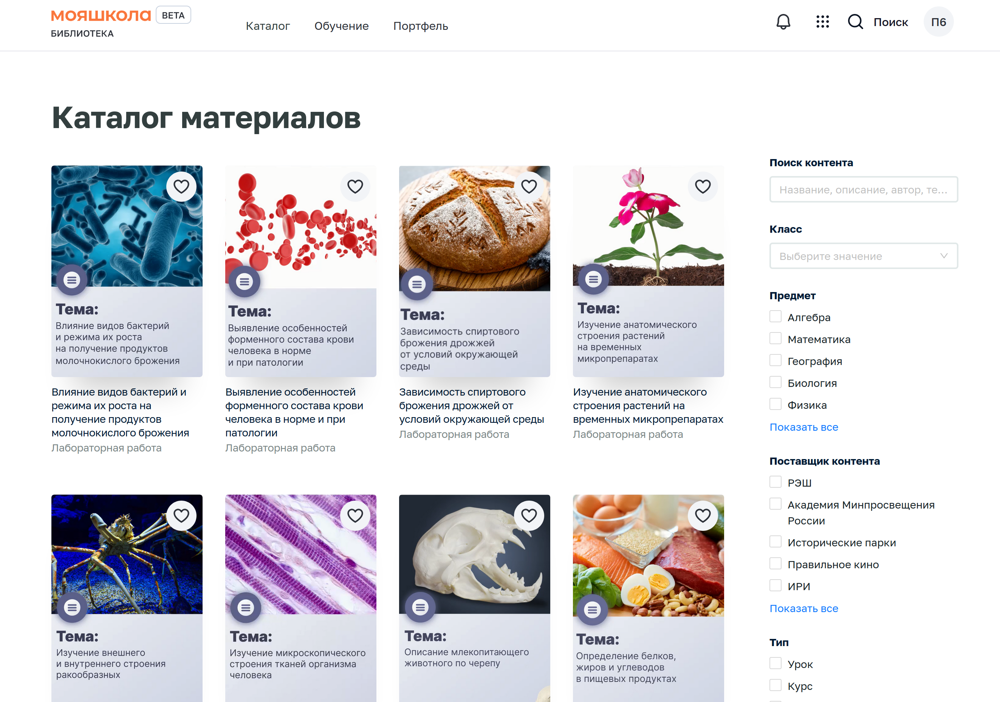 мояшкола BETA
БИБЛИОТЕКА
Каталог
Обучение
Портфель
Поиск
П6
Каталог материалов
Тема:
Влияние видов бактерий
и режима их роста
на получение продуктов
молочнокислого брожения
Влияние видов бактерий и
режима их роста на
получение продуктов
молочнокислого брожения
Лабораторная работа
Тема:
Выявление особенностей
форменного состава крови
человека в норме
и при патологии
Выявление особенностей
форменного состава крови
человека в норме и при
патологии
Лабораторная работа
Тема:
Зависимость спиртового
брожения дрожжей
от условий окружающей
среды
Зависимость спиртового
брожения дрожжей от
условий окружающей среды
Лабораторная работа
Тема:
Изучение анатомического
строения растений
на временных
микропрепаратах
Изучение анатомического
строения растений на
временных микропрепаратах
Лабораторная работа
Тема:
Изучение внешнего
и внутреннего строения
ракообразных
Тема:
Изучение микроскопического
строения тканей организма
человека
Тема:
Описание млекопитающего
животного по черепу
Тема:
Определение белков,
жиров и углеводов
в пищевых продуктах
Поиск контента
Название, описание, автор, те...
Класс
Выберите значение
Предмет
Алгебра
Математика
География
Биология
Физика
Показать все
Поставщик контента
РЭШ
Академия Минпросвещения
России
Исторические парки
Правильное кино
ИРИ
Показать все
Тип
Урок
Курс